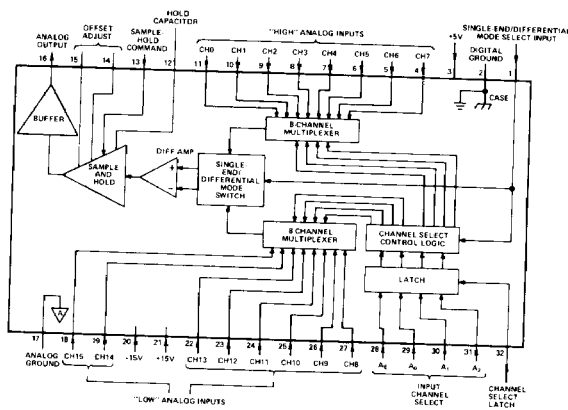 HOLD
CAPACITOR
OFFSET
ADJUST
SAMPLE-
HOLD
COMMAND
ANALOG
OUTPUT
"HIGH" ANALOG INPUTS
SINGLE-END/DIFFERENTIAL
MODE SELECT INPUT
+5V
DIGITAL
GROUND
CH0 CH1 CH2 CH3 CH4 CH5 CH6 CH7
16 15 14 13 12 11 10 9 8 7 6 5 4 3 2 1
CASE
BUFFER
8-CHANNEL
MULTIPLEXER
DIFF AMP
SAMPLE
AND
HOLD
SINGLE-
END/
DIFFERENTIAL
MODE
SWITCH
8 CHANNEL
MULTIPLEXER
CHANNEL SELECT
CONTROL LOGIC
LATCH
A
17 18 19 20 21 22 23 24 25 26 27 28 29 30 31 32
ANALOG
GROUND
CH15 CH14 -15V +15V CH13 CH12 CH11 CH10 CH9 CH8
A0 A1 A2
"LOW" ANALOG INPUTS
INPUT
CHANNEL
SELECT
CHANNEL
SELECT
LATCH